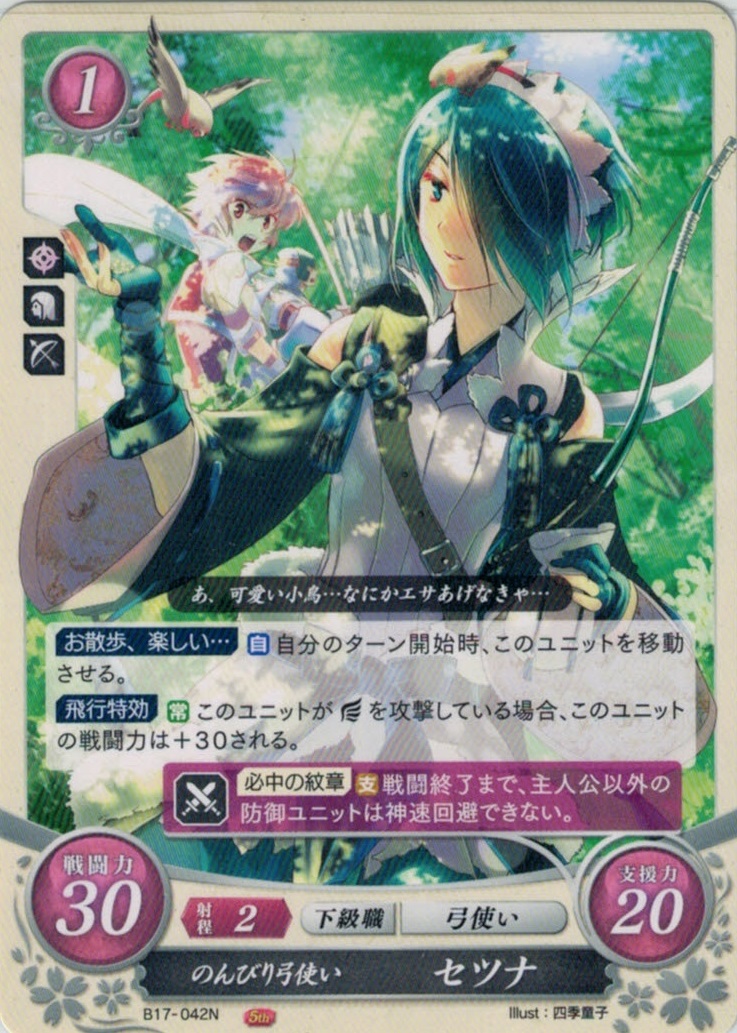 1
あ、可愛い小鳥…なにかエサあげなきゃ…
お散歩、楽しい… 自 自分のターン開始時、このユニットを移動
させる。
飛行特効 常 このユニットが を攻撃している場合、このユニット
の戦闘力は+30される。
必中の紋章 支 戦闘終了まで、主人公以外の
防御ユニットは神速回避できない。
戦闘力
30
射程 2 下級職 弓使い
支援力
20
のんびり弓使い セツナ
B17-042N 5th Illust:四季童子